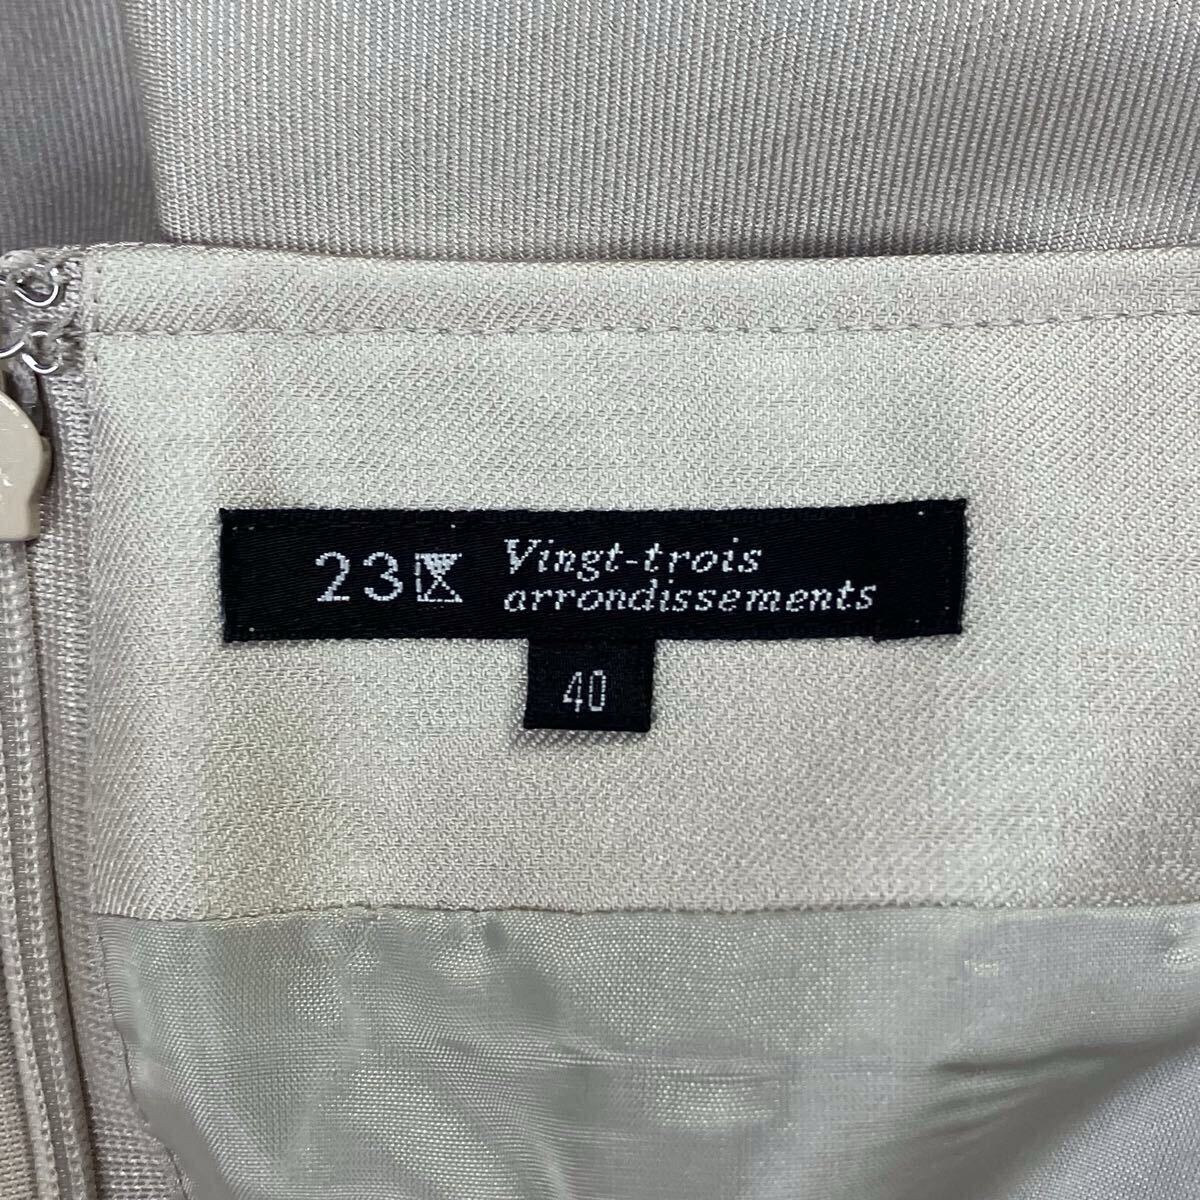 23区 Vingt-trois
arrondissements
40